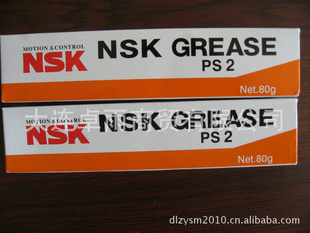 MOTION & CONTROL
NSK
NSK GREASE
PS 2
Net.80g
MOTION & CONTROL
NSK
NSK GREASE
PS 2
Net.80g
dlzysm2010.cn.alibaba.com